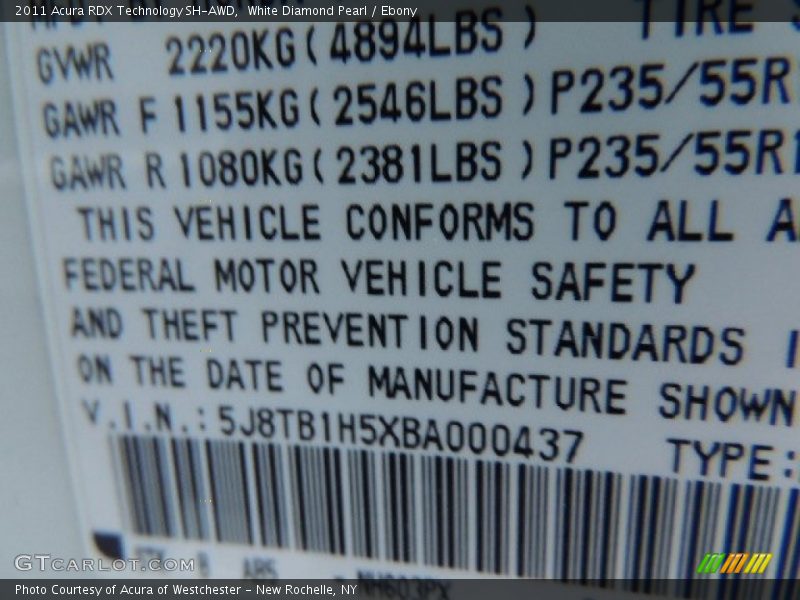 2011 Acura RDX Technology SH-AWD,  White Diamond Pearl / Ebony
TIRE
GVWR 2220KG(4894LBS )
GAWR F 1155KG(2546LBS )P235/55R
GAWR R 1080KG(2381LBS )P235/55R
THIS VEHICLE CONFORMS TO ALL A
FEDERAL MOTOR VEHICLE SAFETY
AND THEFT PREVENTION STANDARDS I
ON THE DATE OF MANUFACTURE SHOWN
V.I.N.: 5J8TB1H5XBA000437 TYPE:
NH603PX
GTCARLOT.COM
Photo Courtesy of Acura of Westchester - New Rochelle, NY